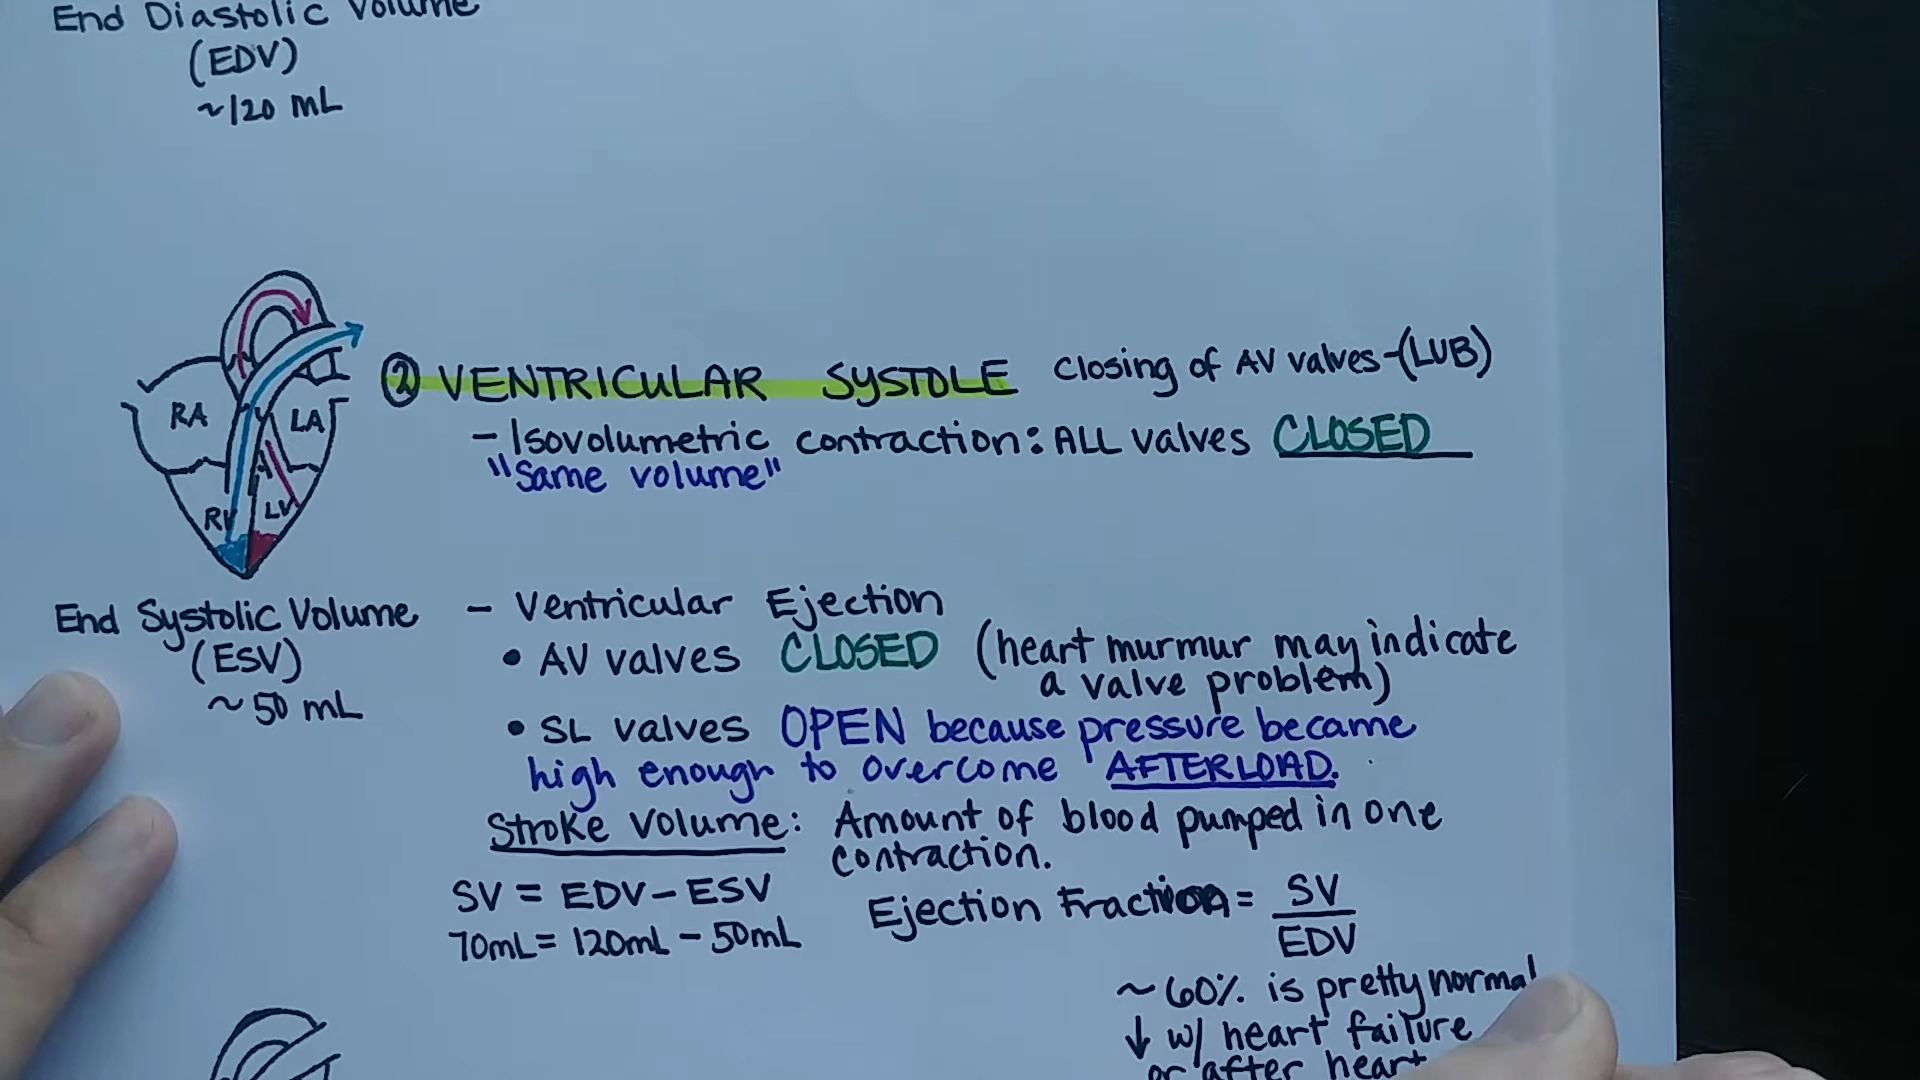 End Diastolic Volume
(EDV)
~120 mL
② VENTRICULAR SYSTOLE Closing of AV valves-(LUB)
- Isovolumetric contraction: ALL valves CLOSED
"Same volume"
RA
LA
RV
LV
End Systolic Volume
(ESV)
~50 mL
- Ventricular Ejection
• AV valves CLOSED (heart murmur may indicate
a valve problem)
• SL valves OPEN because pressure became
high enough to overcome AFTERLOAD.
Stroke Volume: Amount of blood pumped in one
contraction.
SV = EDV - ESV
70mL = 120mL - 50mL
Ejection Fraction = SV
EDV
~60% is pretty normal
↓ w/ heart failure
or after heart